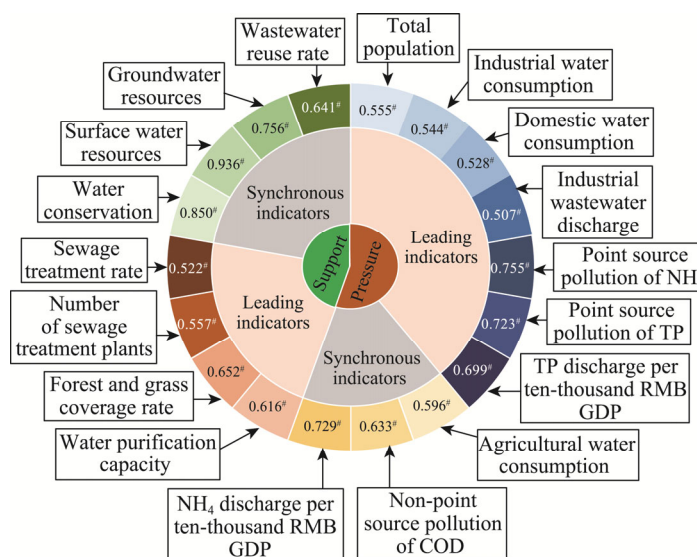 Wastewater
reuse rate
Total
population
Groundwater
resources
Industrial water
consumption
Surface water
resources
Domestic water
consumption
Water
conservation
Industrial
wastewater
discharge
Sewage
treatment rate
Point source
pollution of NH
Number
of sewage
treatment plants
Point source
pollution of TP
Forest and grass
coverage rate
TP discharge per
ten-thousand RMB
GDP
Water purification
capacity
Agricultural water
consumption
NH₄ discharge per
ten-thousand RMB
GDP
Non-point
source pollution
of COD
0.641#
0.555#
0.756#
0.544#
0.936#
0.528#
0.850#
0.507#
0.522#
0.755#
0.557#
0.723#
0.652#
0.699#
0.616#
0.596#
0.729#
0.633#
Synchronous
indicators
Leading
indicators
Leading
indicators
Synchronous
indicators
Support
Pressure